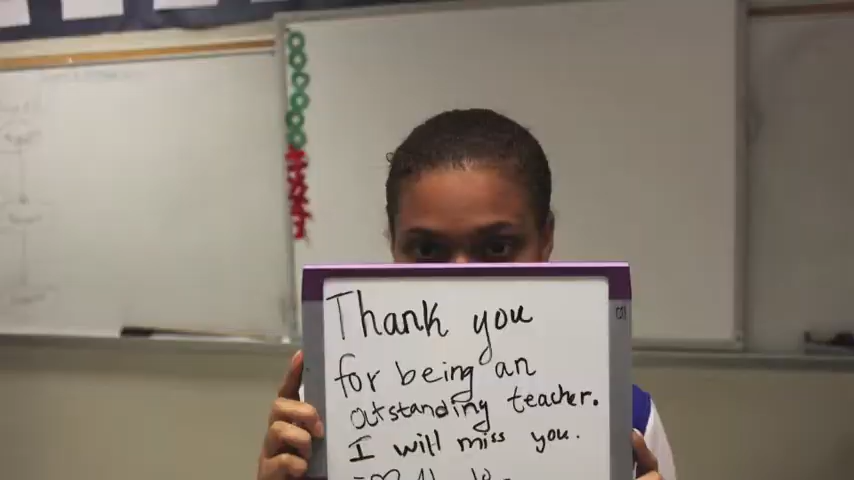 Thank you
for being an
outstanding teacher.
I will miss you.